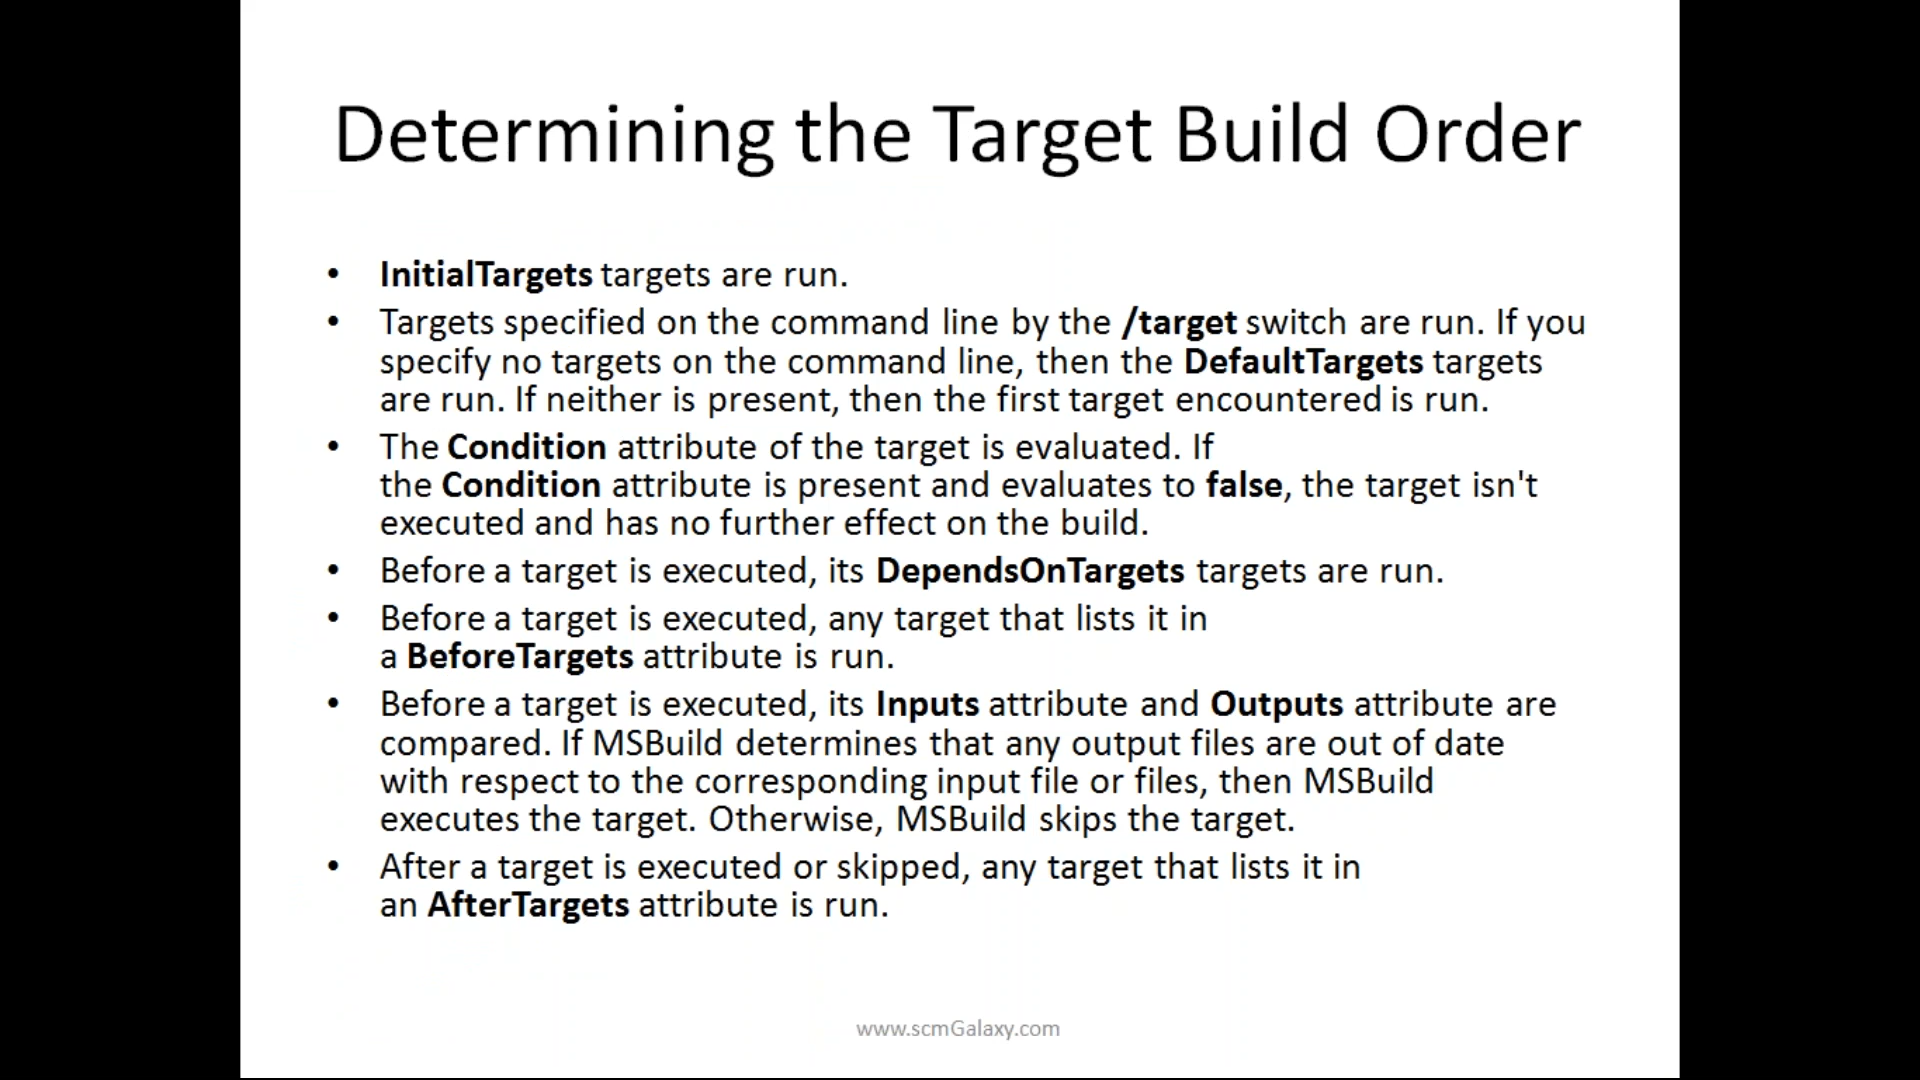 Determining the Target Build Order
• InitialTargets targets are run.
• Targets specified on the command line by the /target switch are run. If you
specify no targets on the command line, then the DefaultTargets targets
are run. If neither is present, then the first target encountered is run.
• The Condition attribute of the target is evaluated. If
the Condition attribute is present and evaluates to false, the target isn't
executed and has no further effect on the build.
• Before a target is executed, its DependsOnTargets targets are run.
• Before a target is executed, any target that lists it in
a BeforeTargets attribute is run.
• Before a target is executed, its Inputs attribute and Outputs attribute are
compared. If MSBuild determines that any output files are out of date
with respect to the corresponding input file or files, then MSBuild
executes the target. Otherwise, MSBuild skips the target.
• After a target is executed or skipped, any target that lists it in
an AfterTargets attribute is run.
www.scmGalaxy.com